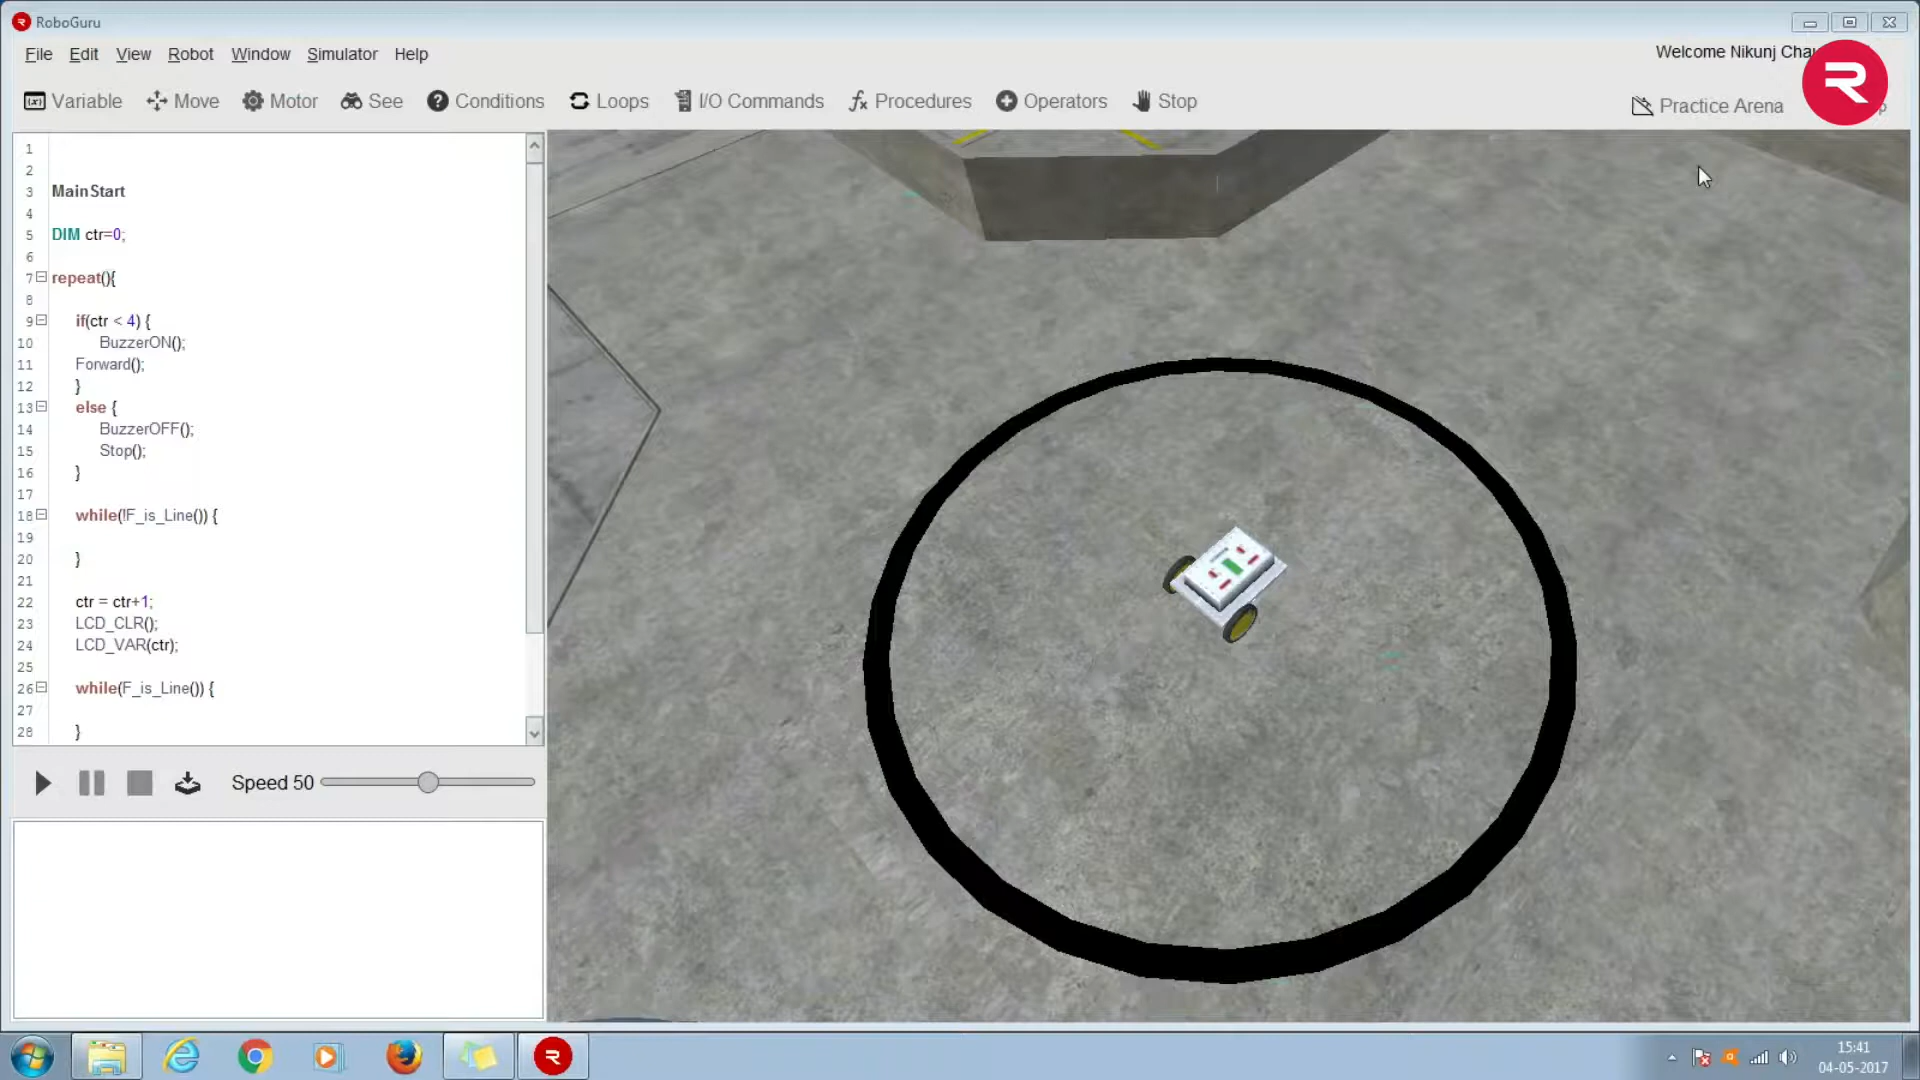 RoboGuru
File Edit View Robot Window Simulator Help
Welcome Nikunj
Variable Move Motor See Conditions Loops I/O Commands Procedures Operators Stop
Practice Arena
1
2
3 MainStart
4
5 DIM ctr=0;
6
7 repeat(){
8
9 if(ctr < 4) {
10 BuzzerON();
11 Forward();
12 }
13 else {
14 BuzzerOFF();
15 Stop();
16 }
17
18 while(!F_is_Line()) {
19
20 }
21
22 ctr = ctr+1;
23 LCD_CLR();
24 LCD_VAR(ctr);
25
26 while(F_is_Line()) {
27
28 }
Speed 50
15:41
04-05-2017